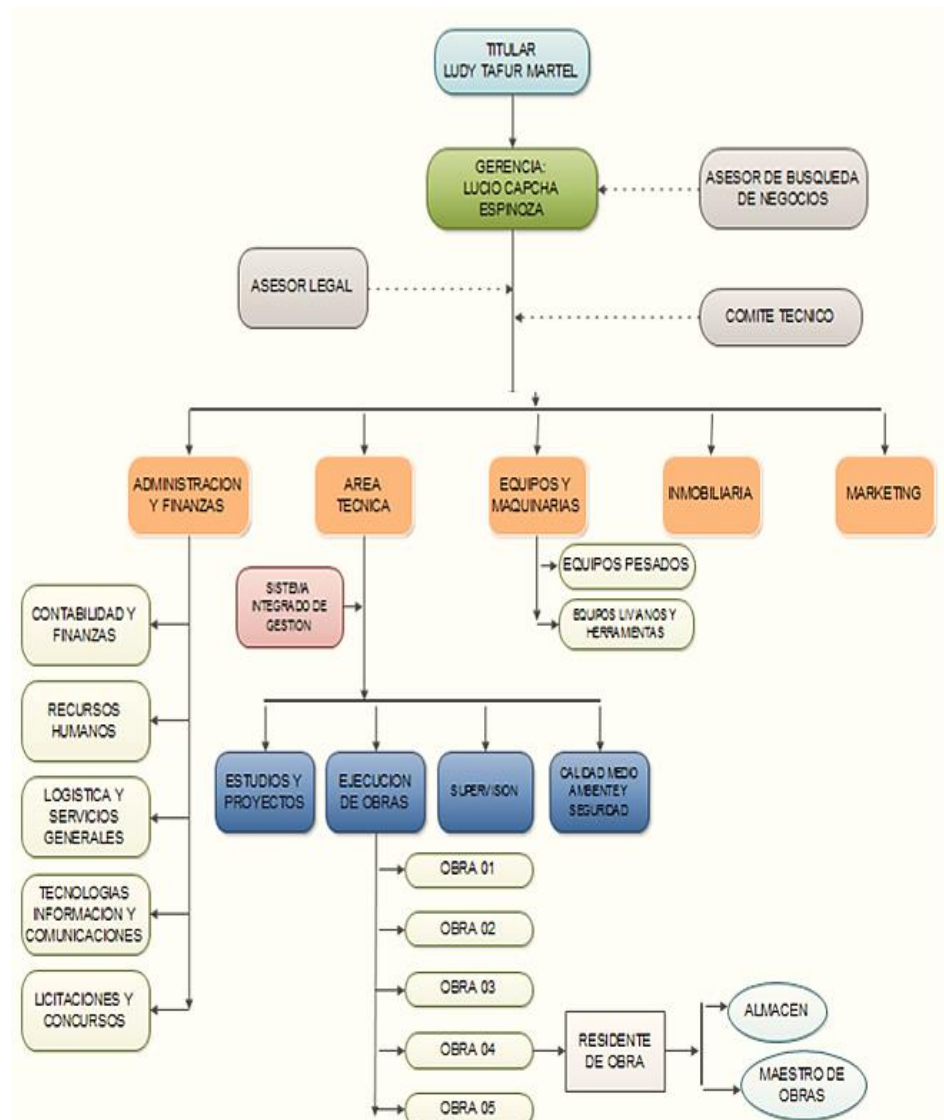 TITULAR
LUDY TAFUR MARTEL
GERENCIA:
LUCIO CAPCHA
ESPINOZA
ASESOR DE BUSQUEDA
DE NEGOCIOS
ASESOR LEGAL
COMITE TECNICO
ADMINISTRACION
Y FINANZAS
AREA
TECNICA
EQUIPOS Y
MAQUINARIAS
INMOBILIARIA
MARKETING
EQUIPOS PESADOS
EQUIPOS LIVIANOS Y
HERRAMIENTAS
SISTEMA
INTEGRADO DE
GESTION
CONTABILIDAD Y
FINANZAS
RECURSOS
HUMANOS
LOGISTICA Y
SERVICIOS
GENERALES
TECNOLOGIAS
INFORMACION Y
COMUNICACIONES
LICITACIONES Y
CONCURSOS
ESTUDIOS Y
PROYECTOS
EJECUCION
DE OBRAS
SUPERVISION
CALIDAD MEDIO
AMBIENTE Y
SEGURIDAD
OBRA 01
OBRA 02
OBRA 03
OBRA 04
OBRA 05
RESIDENTE
DE OBRA
ALMACEN
MAESTRO DE
OBRAS